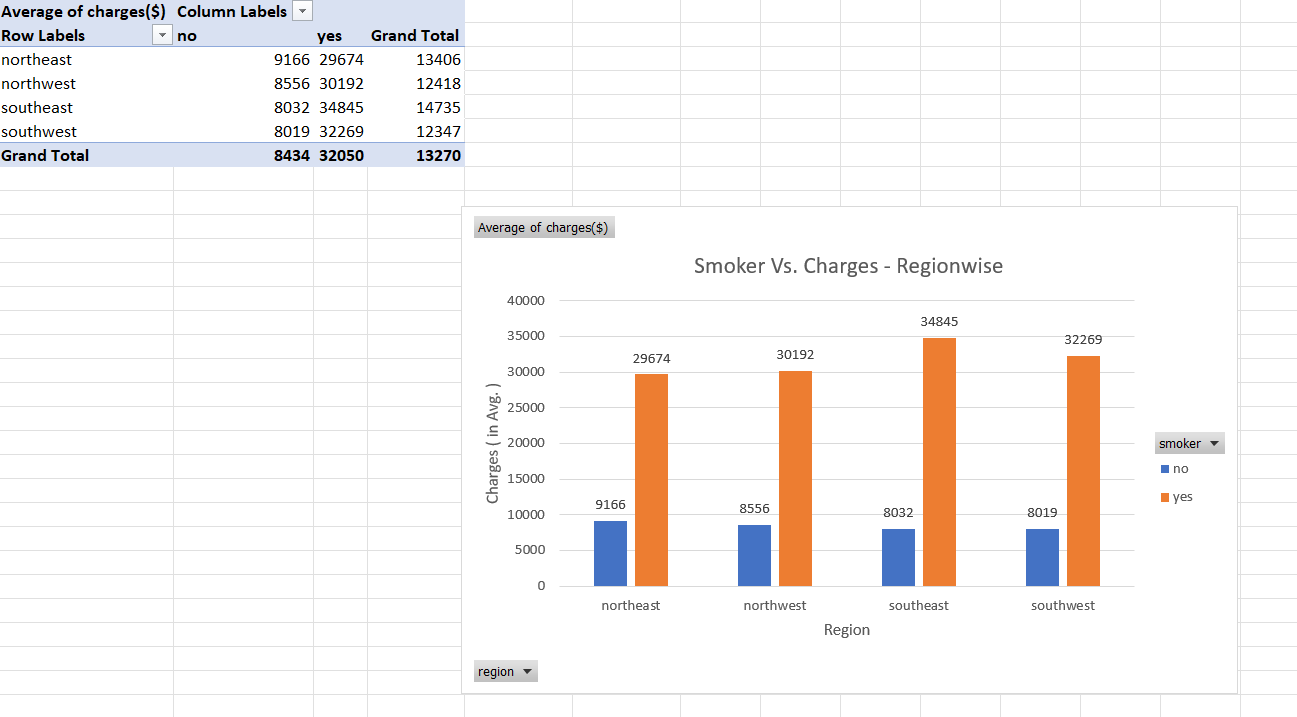 Average of charges($) Column Labels
Row Labels no yes Grand Total
northeast 9166 29674 13406
northwest 8556 30192 12418
southeast 8032 34845 14735
southwest 8019 32269 12347
Grand Total 8434 32050 13270
Average of charges($)
Smoker Vs. Charges - Regionwise
Charges ( in Avg. )
40000
35000
30000
25000
20000
15000
10000
5000
0
9166 29674 8556 30192 8032 34845 8019 32269
northeast northwest southeast southwest
Region
smoker
no
yes
region